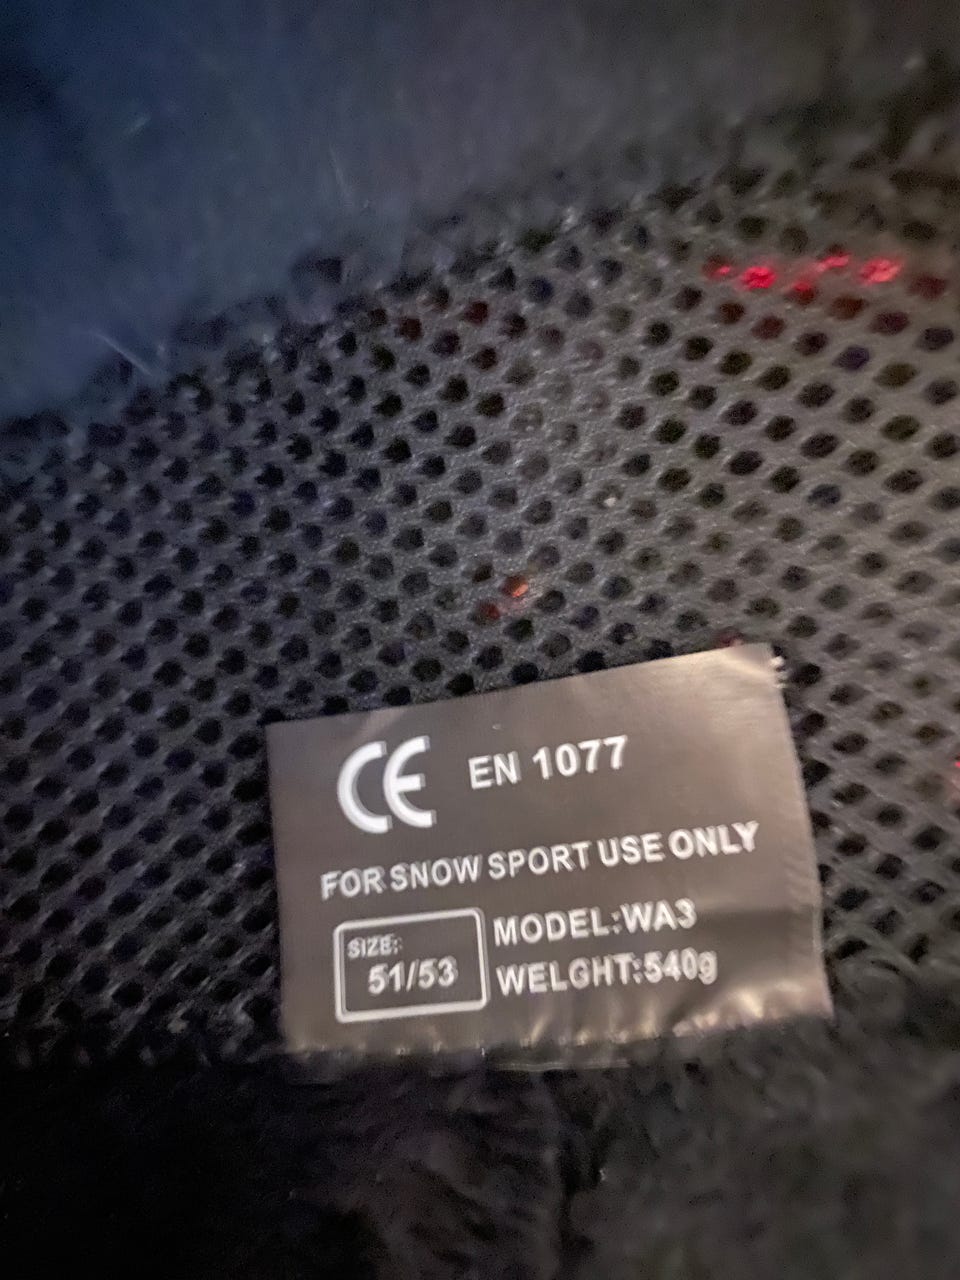 CE EN 1077
FOR SNOW SPORT USE ONLY
SIZE:
51/53
MODEL:WA3
WELGHT:540g